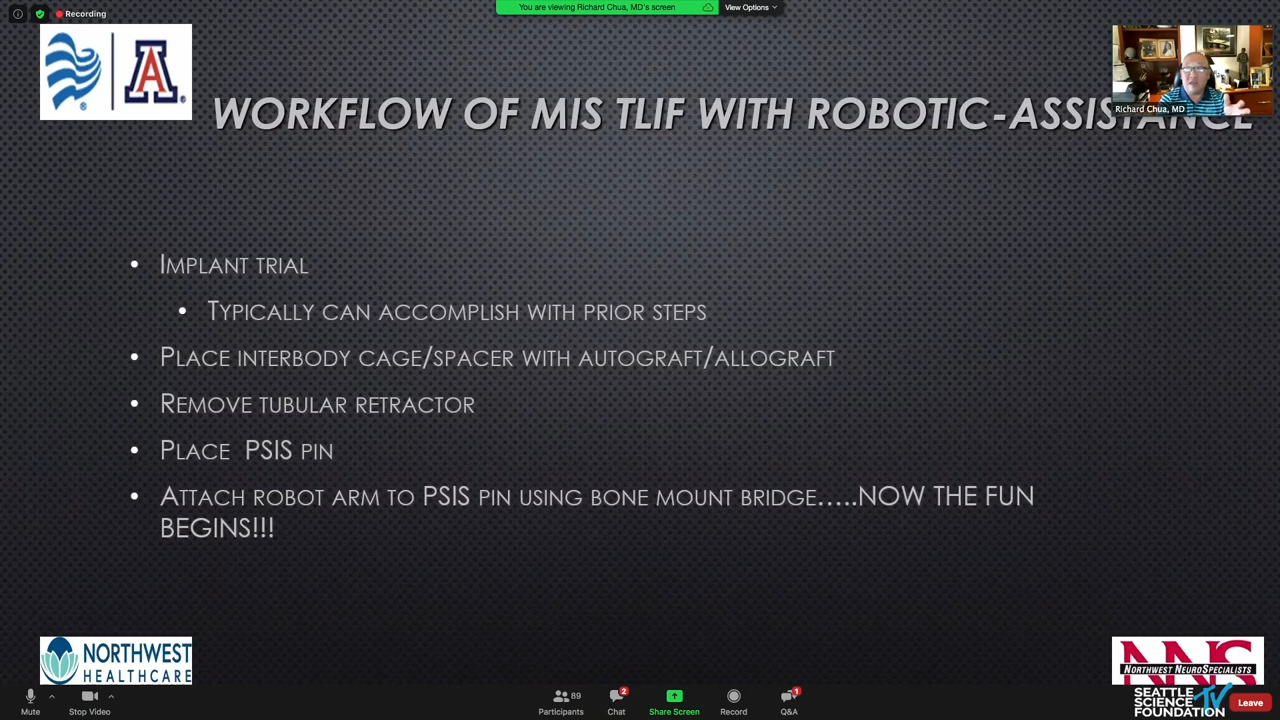 Recording
You are viewing Richard Chua, MD's screen
View Options
A
WORKFLOW OF MIS TLIF WITH ROBOTIC-ASSISTANCE
Richard Chua, MD
• IMPLANT TRIAL
• TYPICALLY CAN ACCOMPLISH WITH PRIOR STEPS
• PLACE INTERBODY CAGE/SPACER WITH AUTOGRAFT/ALLOGRAFT
• REMOVE TUBULAR RETRACTOR
• PLACE PSIS PIN
• ATTACH ROBOT ARM TO PSIS PIN USING BONE MOUNT BRIDGE.....NOW THE FUN
BEGINS!!!
NORTHWEST
HEALTHCARE
NNS
NORTHWEST NEUROSPECIALISTS
SEATTLE
SCIENCE
FOUNDATION
TV
Mute
Stop Video
89
Participants
2
Chat
Share Screen
Record
1
Q&A
Leave